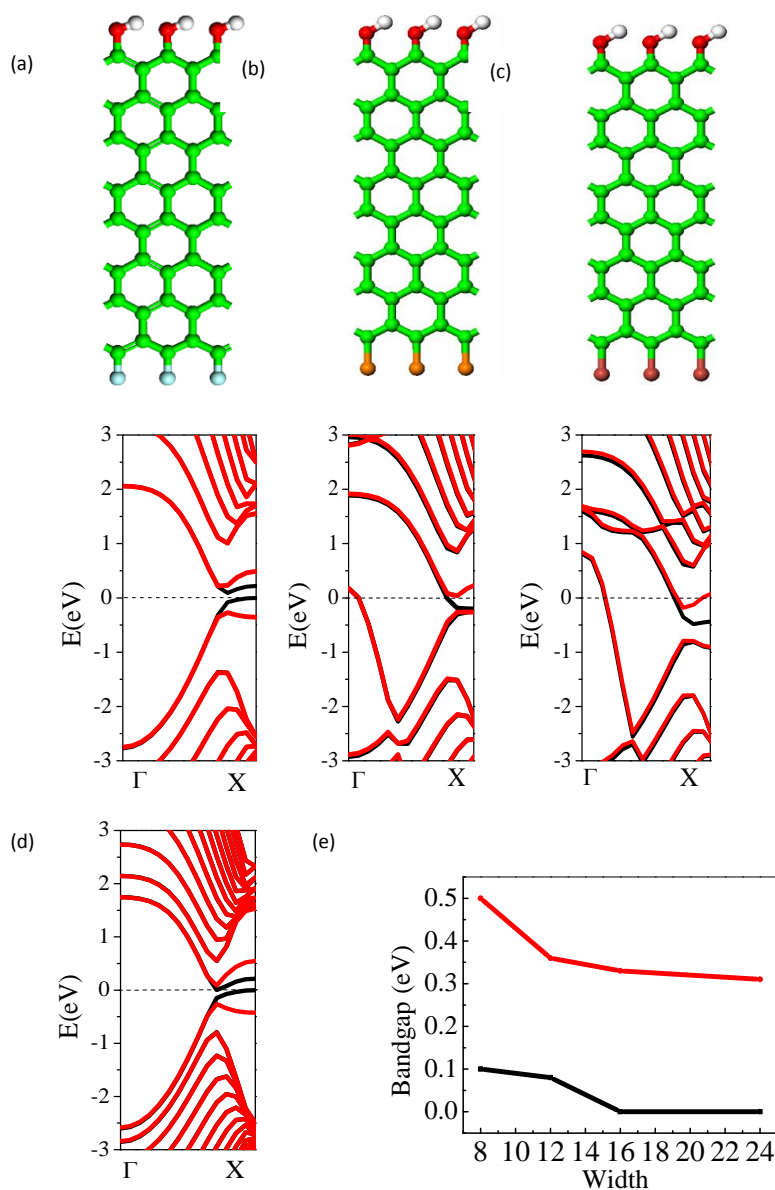 (a)
(b)
(c)
3
2
1
0
-1
-2
-3
E(eV)
Γ
X
3
2
1
0
-1
-2
-3
E(eV)
Γ
X
3
2
1
0
-1
-2
-3
E(eV)
Γ
X
(d)
3
2
1
0
-1
-2
-3
E(eV)
Γ
X
(e)
0.5
0.4
0.3
0.2
0.1
0.0
Bandgap (eV)
8 10 12 14 16 18 20 22 24
Width